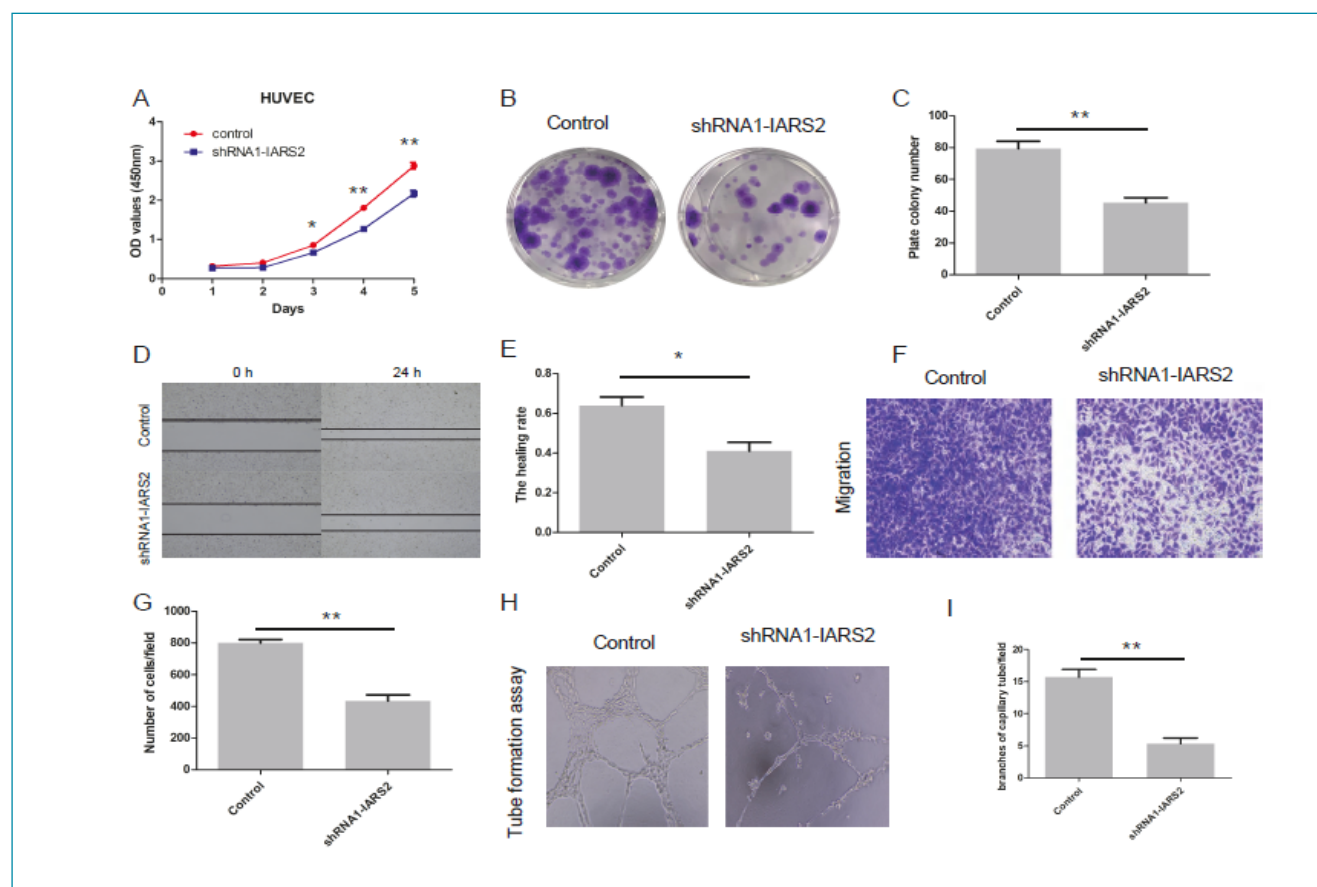 A
HUVEC
4
3
2
1
0
OD values (450nm)
control
shRNA1-IARS2
*
**
**
0
1
2
3
4
5
Days
B
Control
shRNA1-IARS2
C
**
100
80
60
40
20
0
Plate colony number
Control
shRNA1-IARS2
D
0 h
24 h
Control
shRNA1-IARS2
E
*
0.8
0.6
0.4
0.2
0.0
The healing rate
Control
shRNA1-IARS2
F
Control
shRNA1-IARS2
Migration
G
**
1000
800
600
400
200
0
Number of cells/field
Control
shRNA1-IARS2
H
Control
shRNA1-IARS2
Tube formation assay
I
**
20
15
10
5
0
branches of capillary tube/field
Control
shRNA1-IARS2